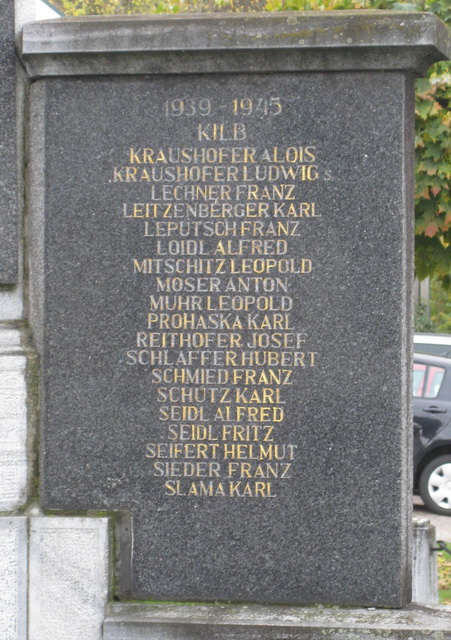 1939 - 1945
KILB
KRAUSHOFER ALOIS
KRAUSHOFER LUDWIG s.
LECHNER FRANZ
LEITZENBERGER KARL
LEPUTSCH FRANZ
LOIDL ALFRED
MITSCHITZ LEOPOLD
MOSER ANTON
MUHR LEOPOLD
PROHASKA KARL
REITHOFER JOSEF
SCHLAFFER HUBERT
SCHMIED FRANZ
SCHÜTZ KARL
SEIDL ALFRED
SEIDL FRITZ
SEIFERT HELMUT
SIEDER FRANZ
SLAMA KARL